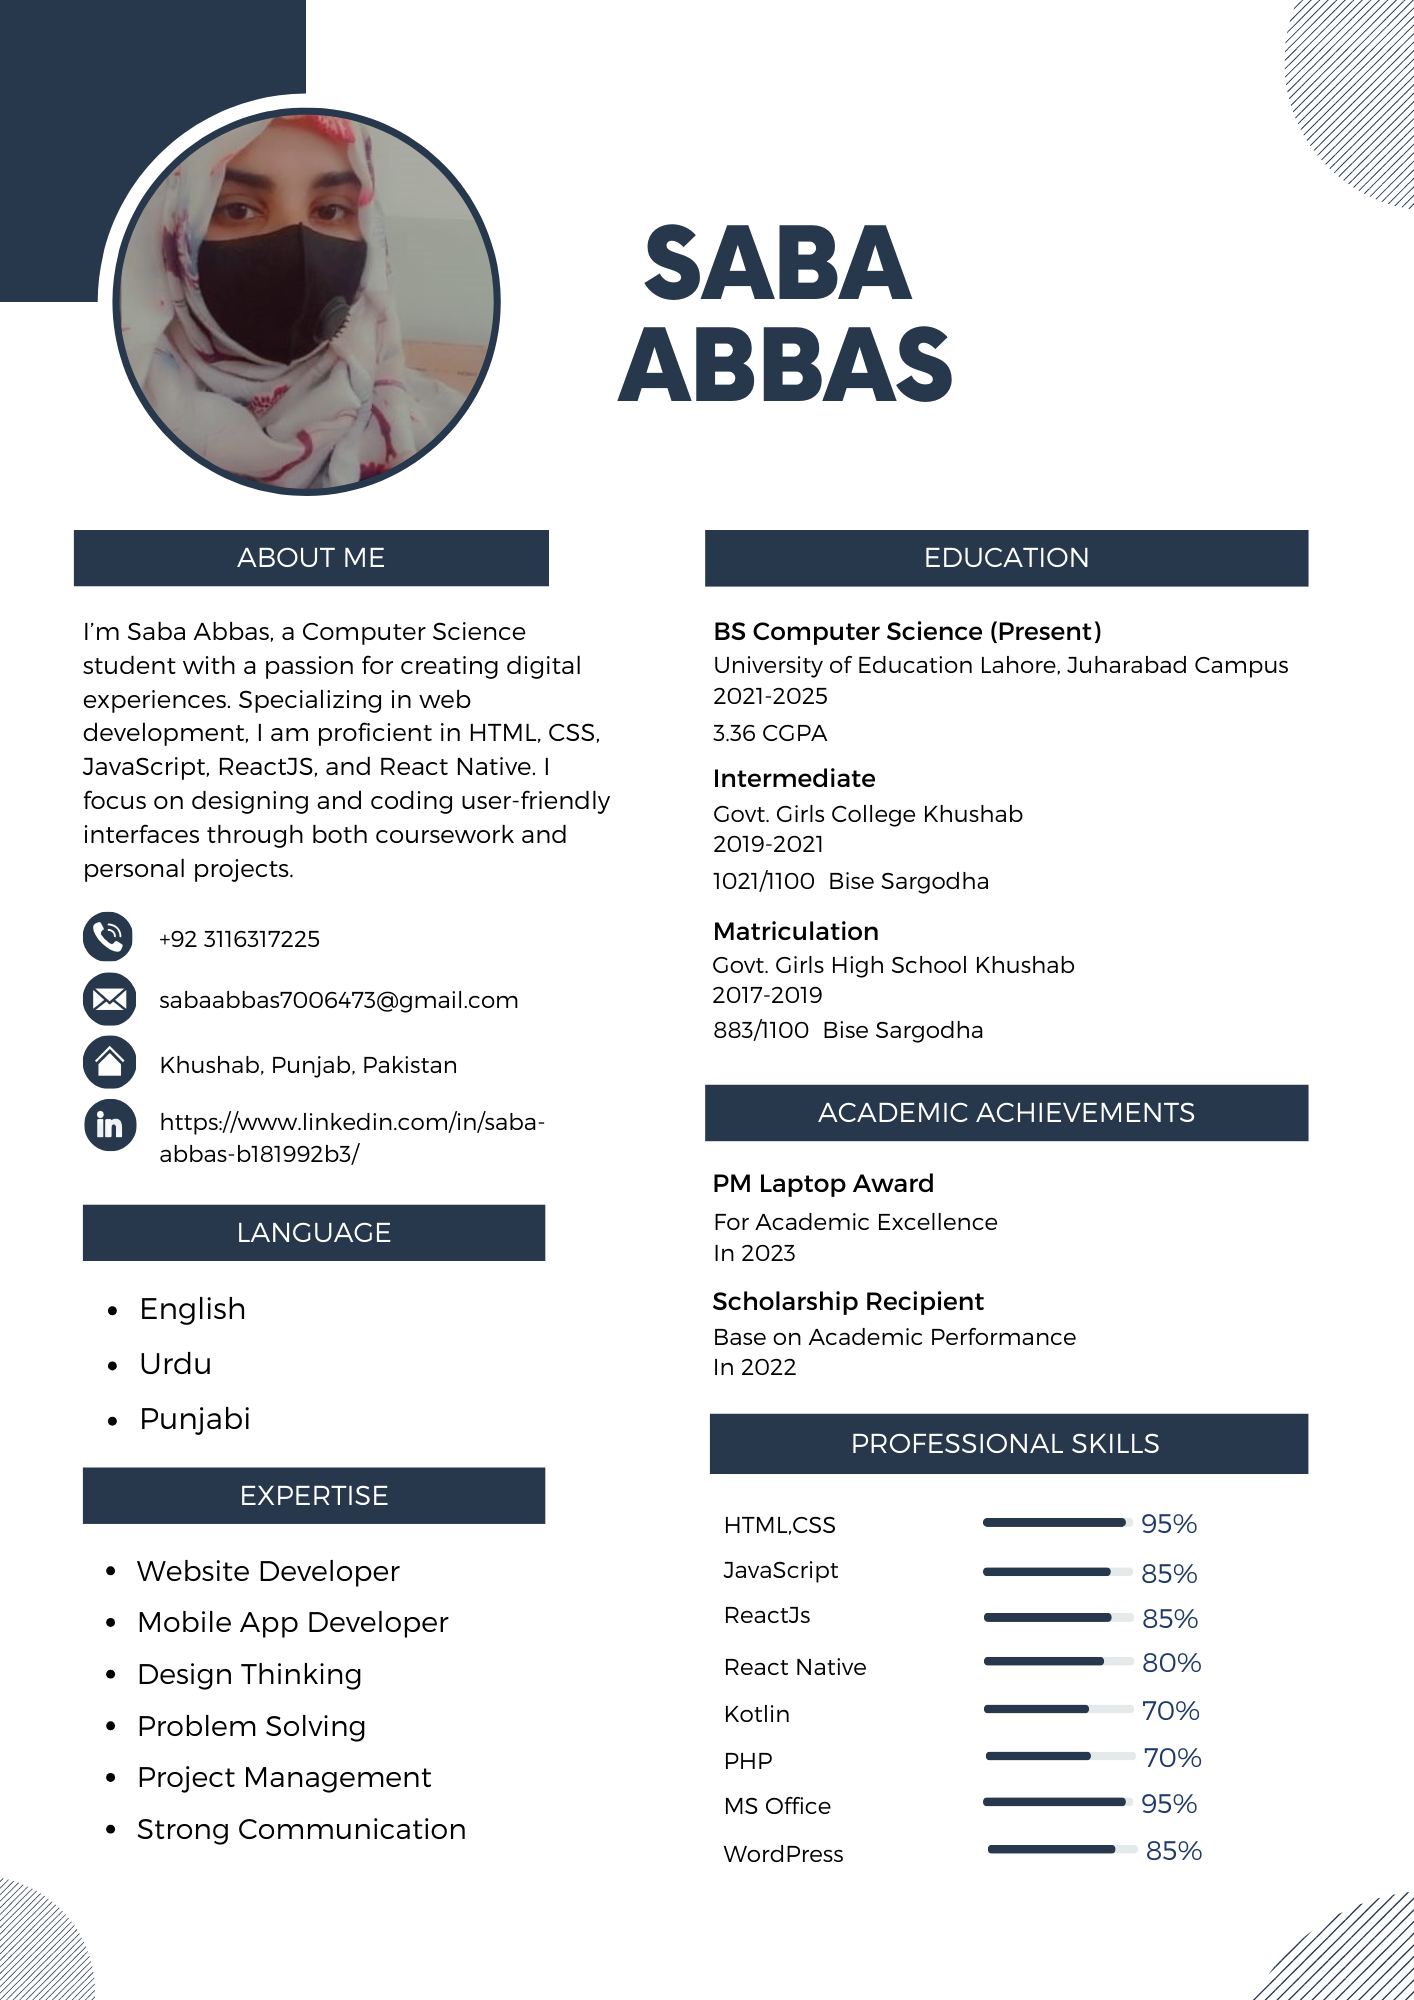 SABA
ABBAS
ABOUT ME
I'm Saba Abbas, a Computer Science
student with a passion for creating digital
experiences. Specializing in web
development, I am proficient in HTML, CSS,
JavaScript, ReactJS, and React Native. I
focus on designing and coding user-friendly
interfaces through both coursework and
personal projects.
+92 3116317225
sabaabbas7006473@gmail.com
Khushab, Punjab, Pakistan
in
https://www.linkedin.com/in/saba-
abbas-b181992b3/
LANGUAGE
• English
• Urdu
• Punjabi
EXPERTISE
• Website Developer
• Mobile App Developer
• Design Thinking
• Problem Solving
• Project Management
• Strong Communication
EDUCATION
BS Computer Science (Present)
University of Education Lahore, Juharabad Campus
2021-2025
3.36 CGPA
Intermediate
Govt. Girls College Khushab
2019-2021
1021/1100 Bise Sargodha
Matriculation
Govt. Girls High School Khushab
2017-2019
883/1100 Bise Sargodha
ACADEMIC ACHIEVEMENTS
PM Laptop Award
For Academic Excellence
In 2023
Scholarship Recipient
Base on Academic Performance
In 2022
PROFESSIONAL SKILLS
HTML,CSS 95%
JavaScript 85%
ReactJs 85%
React Native 80%
Kotlin 70%
PHP 70%
MS Office 95%
WordPress 85%